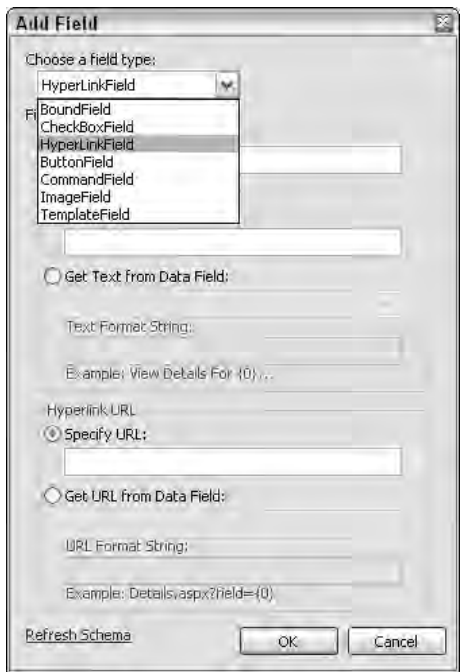 Add Field
Choose a field type:
HyperLinkField
Fi
BoundField
CheckBoxField
HyperLinkField
ButtonField
CommandField
ImageField
TemplateField
Get Text from Data Field:
Text Format String:
Example: View Details For {0}...
Hyperlink URL
Specify URL:
Get URL from Data Field:
URL Format String:
Example: Details.aspx?field={0}
Refresh Schema
OK
Cancel